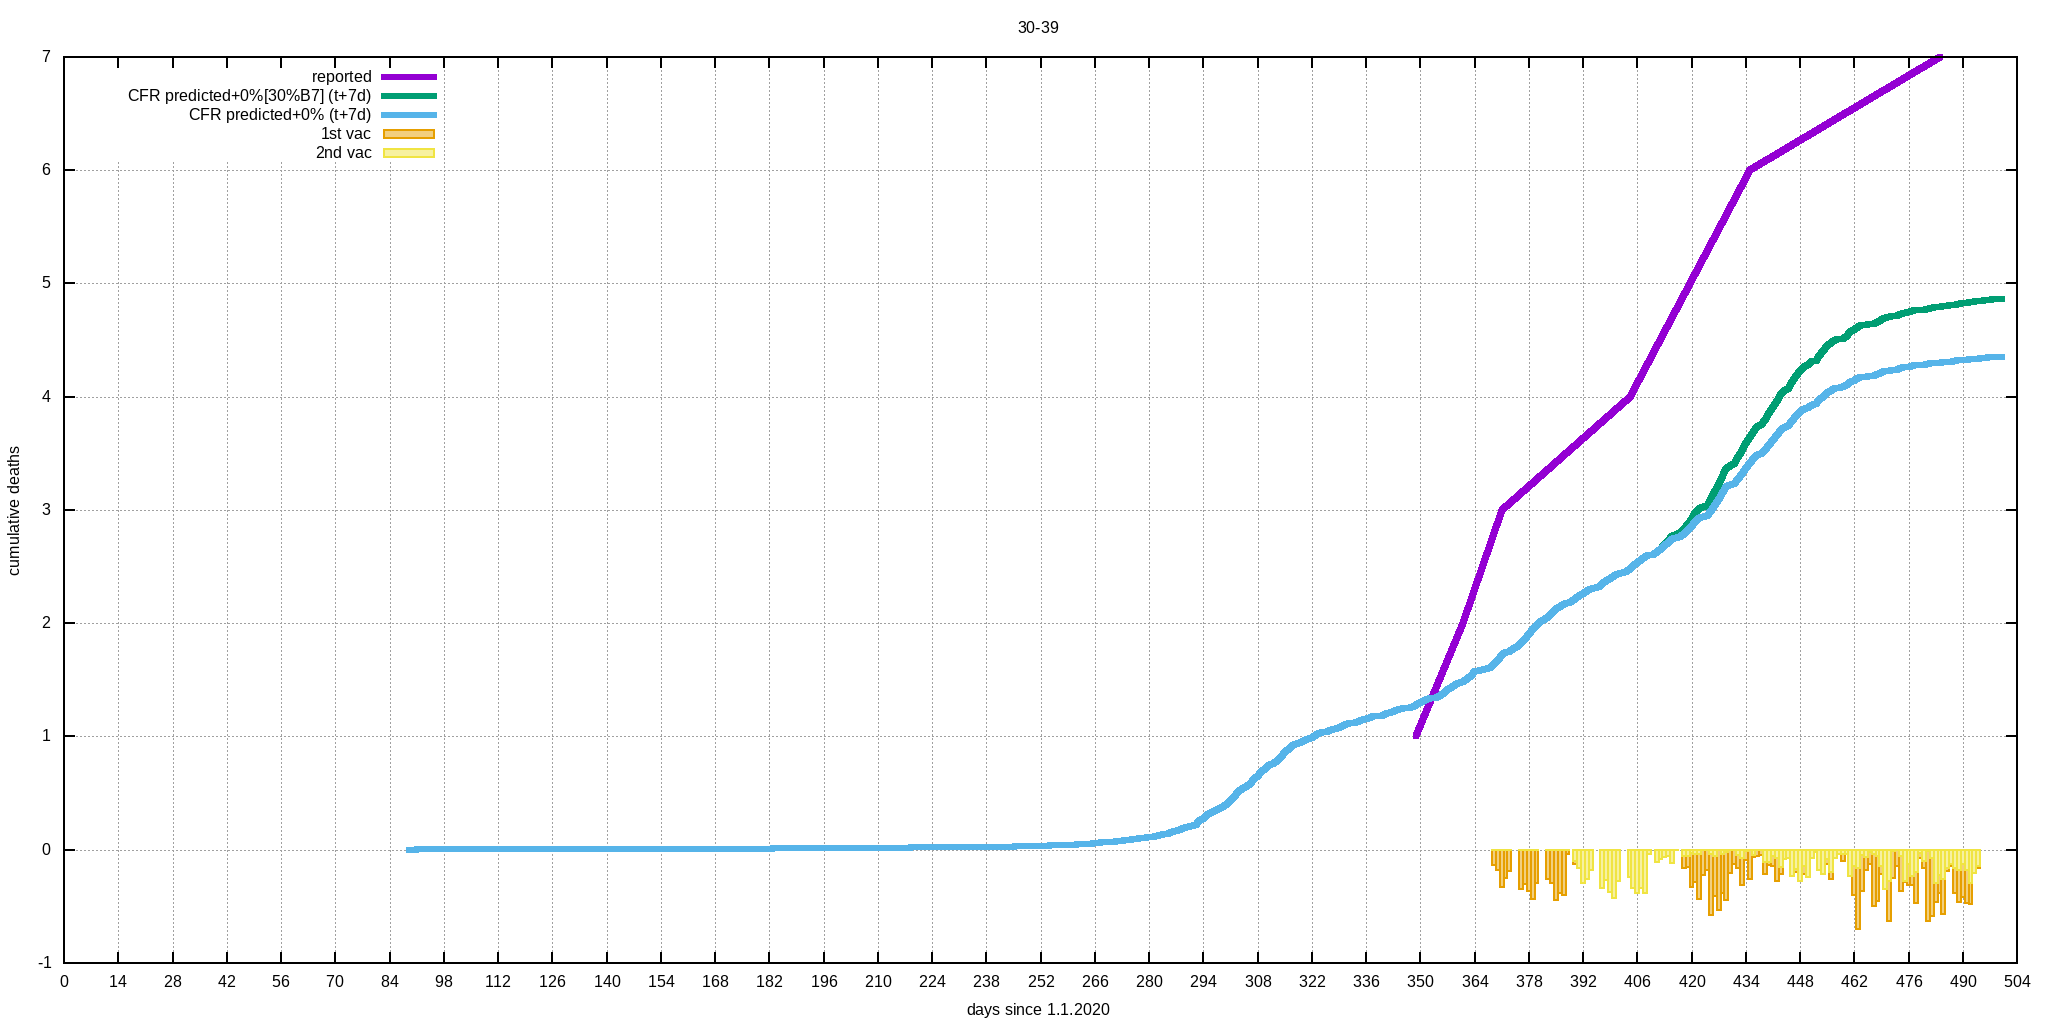 30-39
reported
CFR predicted+0%[30%B7] (t+7d)
CFR predicted+0% (t+7d)
1st vac
2nd vac
7
6
5
4
3
2
1
0
-1
cumulative deaths
0 14 28 42 56 70 84 98 112 126 140 154 168 182 196 210 224 238 252 266 280 294 308 322 336 350 364 378 392 406 420 434 448 462 476 490 504
days since 1.1.2020